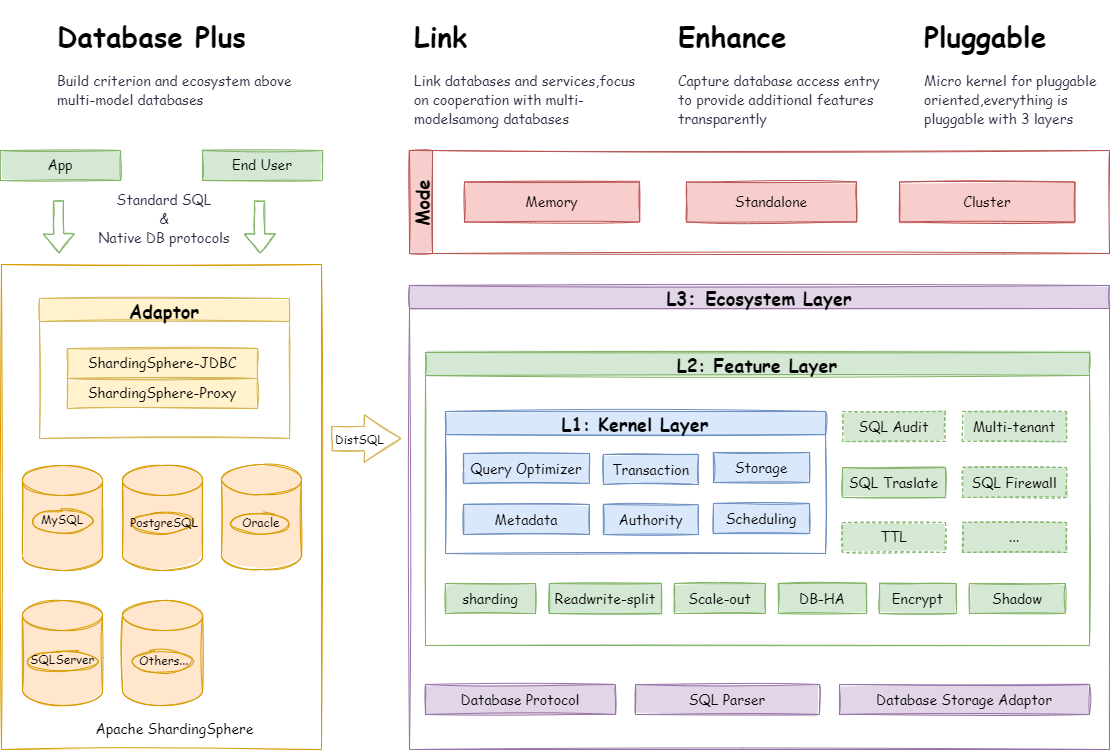 Database Plus
Build criterion and ecosystem above
multi-model databases
Link
Link databases and services,focus
on cooperation with multi-
modelsamong databases
Enhance
Capture database access entry
to provide additional features
transparently
Pluggable
Micro kernel for pluggable
oriented,everything is
pluggable with 3 layers
App
End User
Standard SQL
&
Native DB protocols
Adaptor
ShardingSphere-JDBC
ShardingSphere-Proxy
MySQL
PostgreSQL
Oracle
SQLServer
Others...
Apache ShardingSphere
DistSQL
Mode
Memory
Standalone
Cluster
L3: Ecosystem Layer
L2: Feature Layer
L1: Kernel Layer
Query Optimizer
Transaction
Storage
Metadata
Authority
Scheduling
SQL Audit
Multi-tenant
SQL Traslate
SQL Firewall
TTL
...
sharding
Readwrite-split
Scale-out
DB-HA
Encrypt
Shadow
Database Protocol
SQL Parser
Database Storage Adaptor